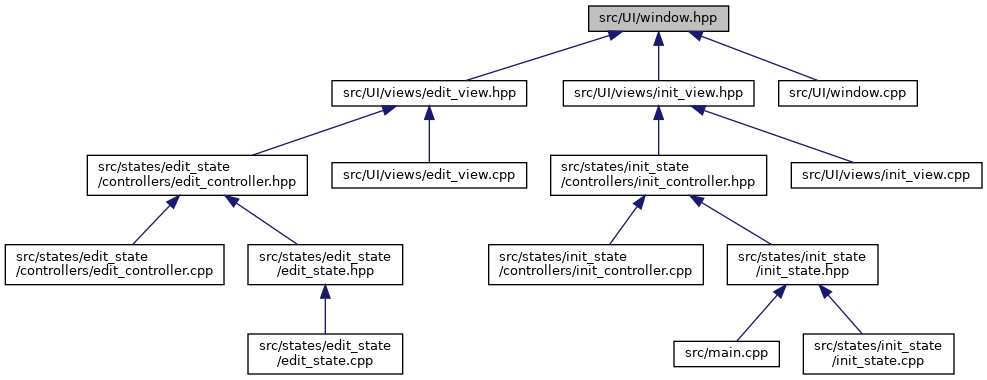 src/UI/window.hpp
src/UI/views/edit_view.hpp
src/UI/views/init_view.hpp
src/UI/window.cpp
src/states/edit_state
/controllers/edit_controller.hpp
src/UI/views/edit_view.cpp
src/states/init_state
/controllers/init_controller.hpp
src/UI/views/init_view.cpp
src/states/edit_state
/controllers/edit_controller.cpp
src/states/edit_state
/edit_state.hpp
src/states/init_state
/controllers/init_controller.cpp
src/states/init_state
/init_state.hpp
src/states/edit_state
/edit_state.cpp
src/main.cpp
src/states/init_state
/init_state.cpp